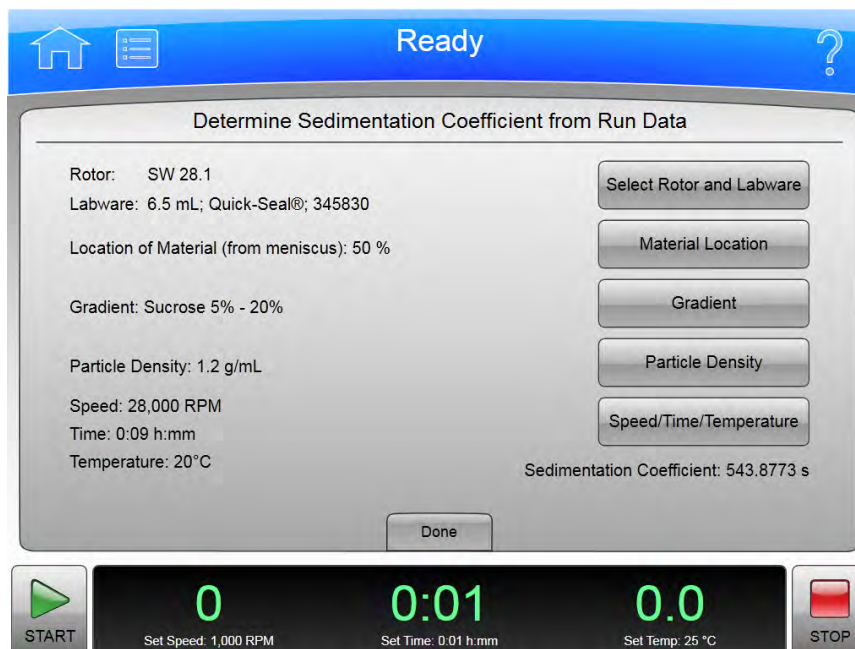 Ready
Determine Sedimentation Coefficient from Run Data
Rotor: SW 28.1
Labware: 6.5 mL; Quick-Seal®; 345830
Location of Material (from meniscus): 50 %
Gradient: Sucrose 5% - 20%
Particle Density: 1.2 g/mL
Speed: 28,000 RPM
Time: 0:09 h:mm
Temperature: 20°C
Select Rotor and Labware
Material Location
Gradient
Particle Density
Speed/Time/Temperature
Sedimentation Coefficient: 543.8773 s
Done
START
0
Set Speed: 1,000 RPM
0:01
Set Time: 0:01 h:mm
0.0
Set Temp: 25 °C
STOP